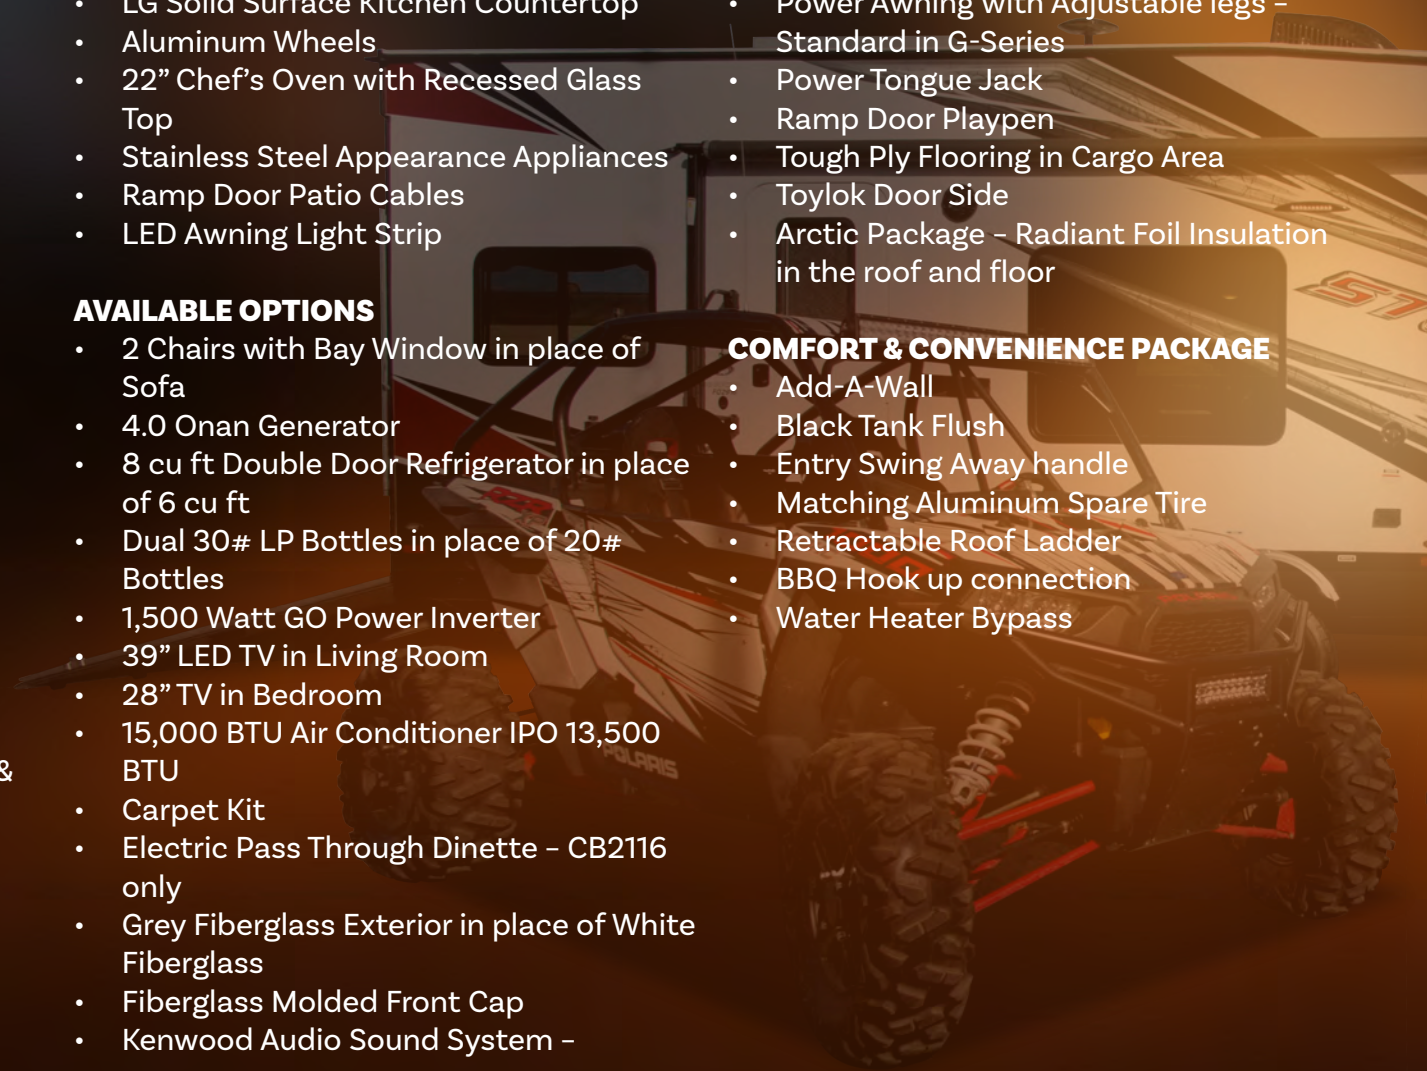 LG Solid Surface Kitchen Countertop
• Aluminum Wheels
• 22” Chef’s Oven with Recessed Glass
Top
• Stainless Steel Appearance Appliances
• Ramp Door Patio Cables
• LED Awning Light Strip
AVAILABLE OPTIONS
• 2 Chairs with Bay Window in place of
Sofa
• 4.0 Onan Generator
• 8 cu ft Double Door Refrigerator in place
of 6 cu ft
• Dual 30# LP Bottles in place of 20#
Bottles
• 1,500 Watt GO Power Inverter
• 39” LED TV in Living Room
• 28” TV in Bedroom
• 15,000 BTU Air Conditioner IPO 13,500
BTU
&
• Carpet Kit
• Electric Pass Through Dinette – CB2116
only
• Grey Fiberglass Exterior in place of White
Fiberglass
• Fiberglass Molded Front Cap
• Kenwood Audio Sound System –
• Power Awning with Adjustable legs –
Standard in G-Series
• Power Tongue Jack
• Ramp Door Playpen
• Tough Ply Flooring in Cargo Area
• Toylok Door Side
• Arctic Package – Radiant Foil Insulation
in the roof and floor
COMFORT & CONVENIENCE PACKAGE
• Add-A-Wall
• Black Tank Flush
• Entry Swing Away handle
• Matching Aluminum Spare Tire
• Retractable Roof Ladder
• BBQ Hook up connection
• Water Heater Bypass
POLARIS